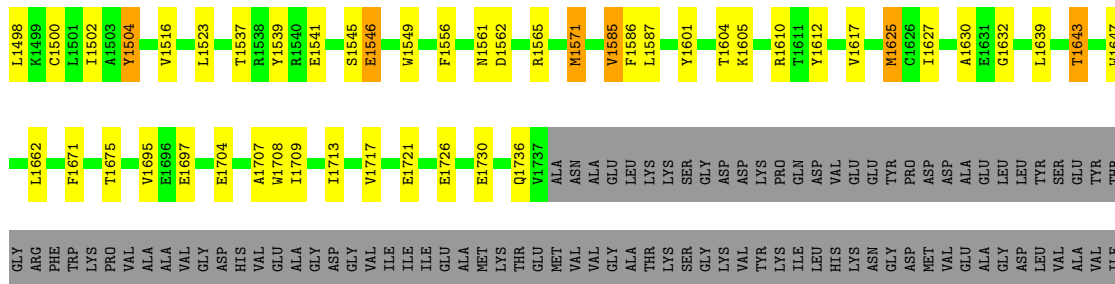 L1498 K1499 C1500 L1501 I1502 A1503 Y1504 V1516 L1523 T1537 R1538 Y1539 R1540 E1541 S1545 E1546 W1549 F1556 N1561 D1562 R1565 M1571 V1585 F1586 L1587 Y1601 T1604 K1605 R1610 T1611 Y1612 V1617 M1625 C1626 I1627 A1630 E1631 G1632 L1639 T1643 W1647
L1662 F1671 T1675 V1695 E1696 E1697 E1704 A1707 W1708 I1709 I1713 V1717 E1721 E1726 E1730 Q1736 V1737 ALA ASN ALA GLU LEU LYS LYS SER GLY ASP ASP LYS PRO GLN ASP VAL GLU GLU TYR PRO ASP ASP ALA GLU LEU LEU TYR SER GLU TYR THR
GLY ARG PHE TRP LYS PRO VAL ALA ALA VAL GLY ASP HIS VAL GLU ALA GLY ASP GLY VAL ILE ILE ILE GLU ALA MET LYS THR GLU MET VAL VAL GLY ALA THR LYS SER GLY LYS VAL TYR LYS ILE LEU HIS LYS ASN GLY ASP MET VAL GLU ALA GLY ASP LEU VAL ALA VAL ILE